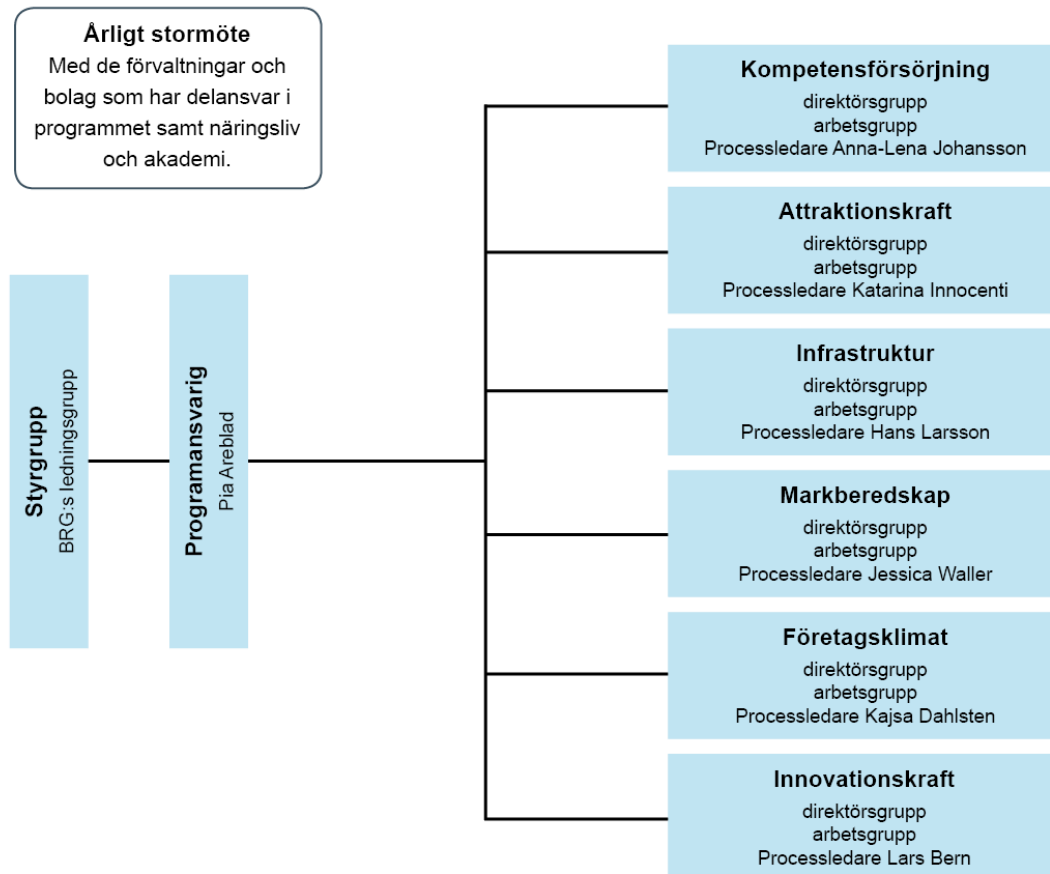 Årligt stormöte
Med de förvaltningar och
bolag som har delansvar i
programmet samt näringsliv
och akademi.
Styrgrupp
BRG:s ledningsgrupp
Programansvarig
Pia Areblad
Kompetensförsörjning
direktörsgrupp
arbetsgrupp
Processledare Anna-Lena Johansson
Attraktionskraft
direktörsgrupp
arbetsgrupp
Processledare Katarina Innocenti
Infrastruktur
direktörsgrupp
arbetsgrupp
Processledare Hans Larsson
Markberedskap
direktörsgrupp
arbetsgrupp
Processledare Jessica Waller
Företagsklimat
direktörsgrupp
arbetsgrupp
Processledare Kajsa Dahlsten
Innovationskraft
direktörsgrupp
arbetsgrupp
Processledare Lars Bern